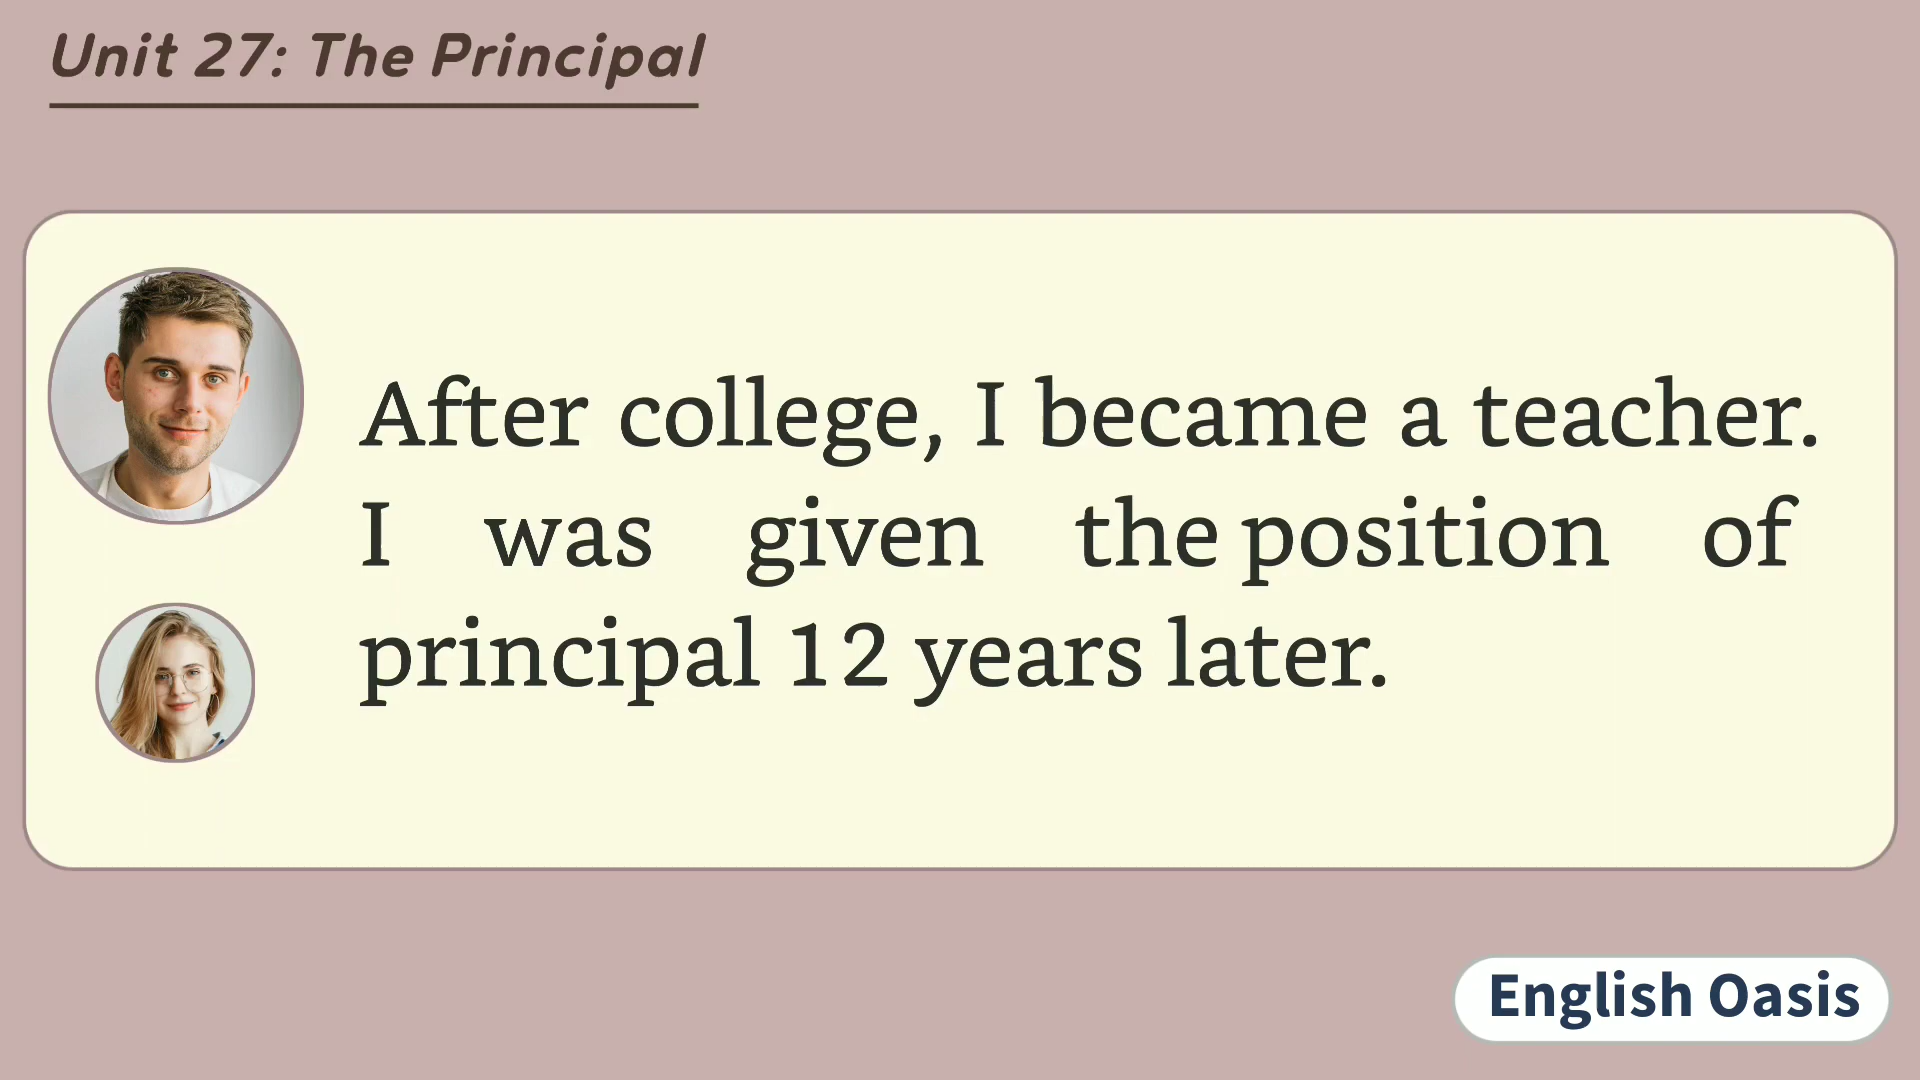 Unit 27: The Principal
After college, I became a teacher.
I was given the position of
principal 12 years later.
English Oasis